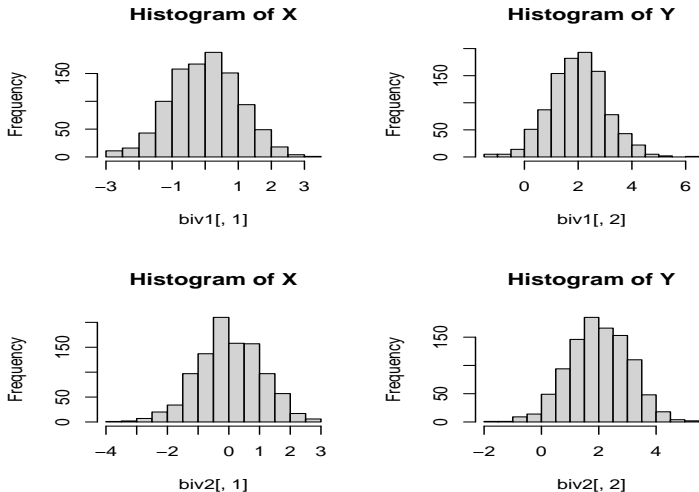 Histogram of X
Frequency
0 50 150
−3 −1 1 2 3
biv1[, 1]
Histogram of Y
Frequency
0 50 150
0 2 4 6
biv1[, 2]
Histogram of X
Frequency
0 50 150
−4 −2 0 1 2 3
biv2[, 1]
Histogram of Y
Frequency
0 50 150
−2 0 2 4
biv2[, 2]